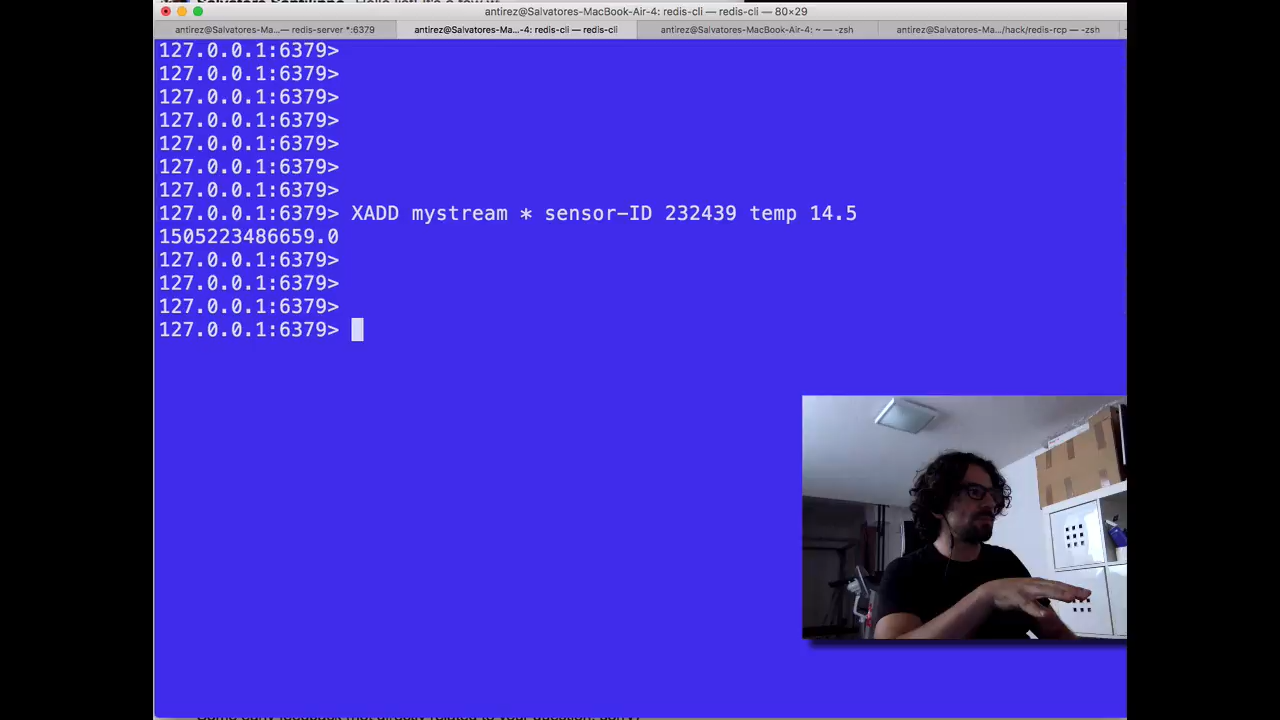 antirez@Salvatores-MacBook-Air-4: redis-cli — redis-cli — 80×29
antirez@Salvatores-Ma...— redis-server *:6379
antirez@Salvatores-Ma...-4: redis-cli — redis-cli
antirez@Salvatores-MacBook-Air-4: ~ — -zsh
antirez@Salvatores-Ma.../hack/redis-rcp — -zsh
127.0.0.1:6379>
127.0.0.1:6379>
127.0.0.1:6379>
127.0.0.1:6379>
127.0.0.1:6379>
127.0.0.1:6379>
127.0.0.1:6379>
127.0.0.1:6379> XADD mystream * sensor-ID 232439 temp 14.5
1505223486659.0
127.0.0.1:6379>
127.0.0.1:6379>
127.0.0.1:6379>
127.0.0.1:6379>